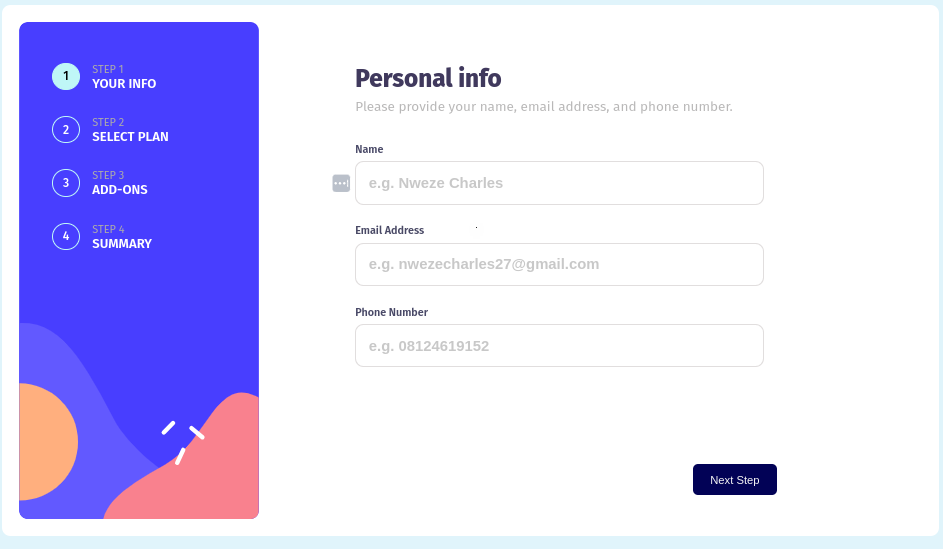 1
STEP 1
YOUR INFO
2
STEP 2
SELECT PLAN
3
STEP 3
ADD-ONS
4
STEP 4
SUMMARY
Personal info
Please provide your name, email address, and phone number.
Name
e.g. Nweze Charles
Email Address
e.g. nwezecharles27@gmail.com
Phone Number
e.g. 08124619152
Next Step